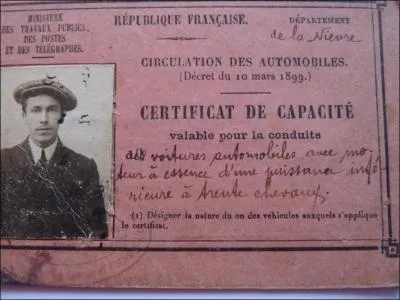 MINISTÈRE
DES TRAVAUX PUBLICS,
DES POSTES
ET DES TÉLÉGRAPHES.
RÉPUBLIQUE FRANÇAISE.
DÉPARTEMENT
de la Nièvre
CIRCULATION DES AUTOMOBILES.
(Décret du 10 mars 1899.)
CERTIFICAT DE CAPACITÉ
valable pour la conduite
de voitures automobiles avec mo-
teur à essence d'une puissance infé-
rieure à trente chevaux.
(1) Désigner la nature du ou des véhicules auxquels s'applique
le certificat.